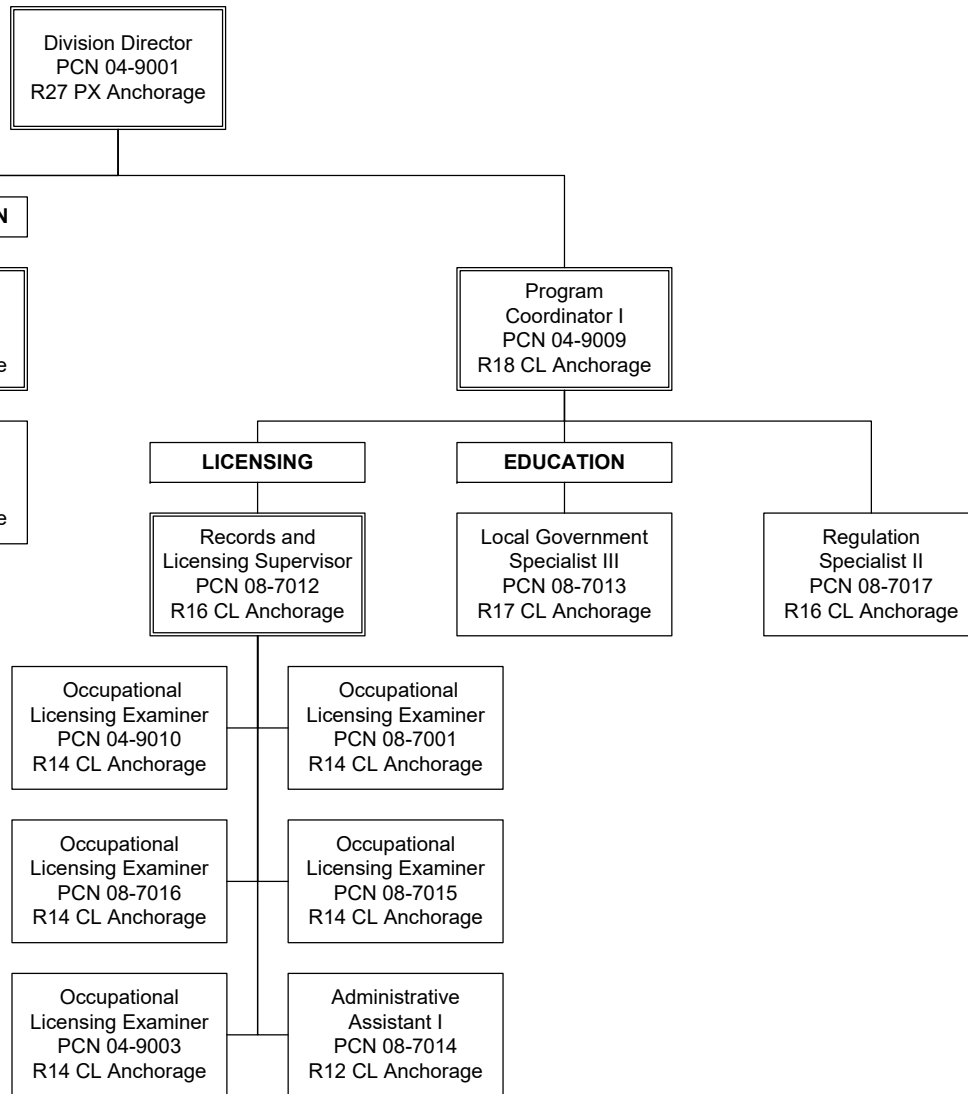 Division Director
PCN 04-9001
R27 PX Anchorage
N
Program
Coordinator I
PCN 04-9009
R18 CL Anchorage
e
LICENSING
EDUCATION
e
Records and
Licensing Supervisor
PCN 08-7012
R16 CL Anchorage
Local Government
Specialist III
PCN 08-7013
R17 CL Anchorage
Regulation
Specialist II
PCN 08-7017
R16 CL Anchorage
Occupational
Licensing Examiner
PCN 04-9010
R14 CL Anchorage
Occupational
Licensing Examiner
PCN 08-7001
R14 CL Anchorage
Occupational
Licensing Examiner
PCN 08-7016
R14 CL Anchorage
Occupational
Licensing Examiner
PCN 08-7015
R14 CL Anchorage
Occupational
Licensing Examiner
PCN 04-9003
R14 CL Anchorage
Administrative
Assistant I
PCN 08-7014
R12 CL Anchorage